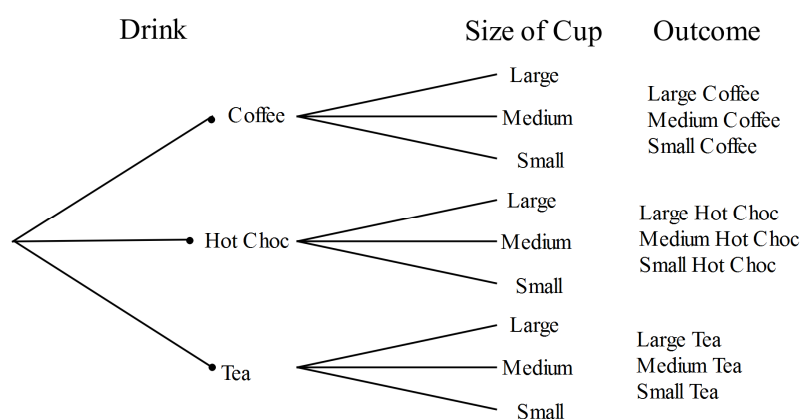 Drink Size of Cup Outcome
Large
Coffee Medium
Small
Large Coffee
Medium Coffee
Small Coffee
Large
Hot Choc Medium
Small
Large Hot Choc
Medium Hot Choc
Small Hot Choc
Large
Tea Medium
Small
Large Tea
Medium Tea
Small Tea